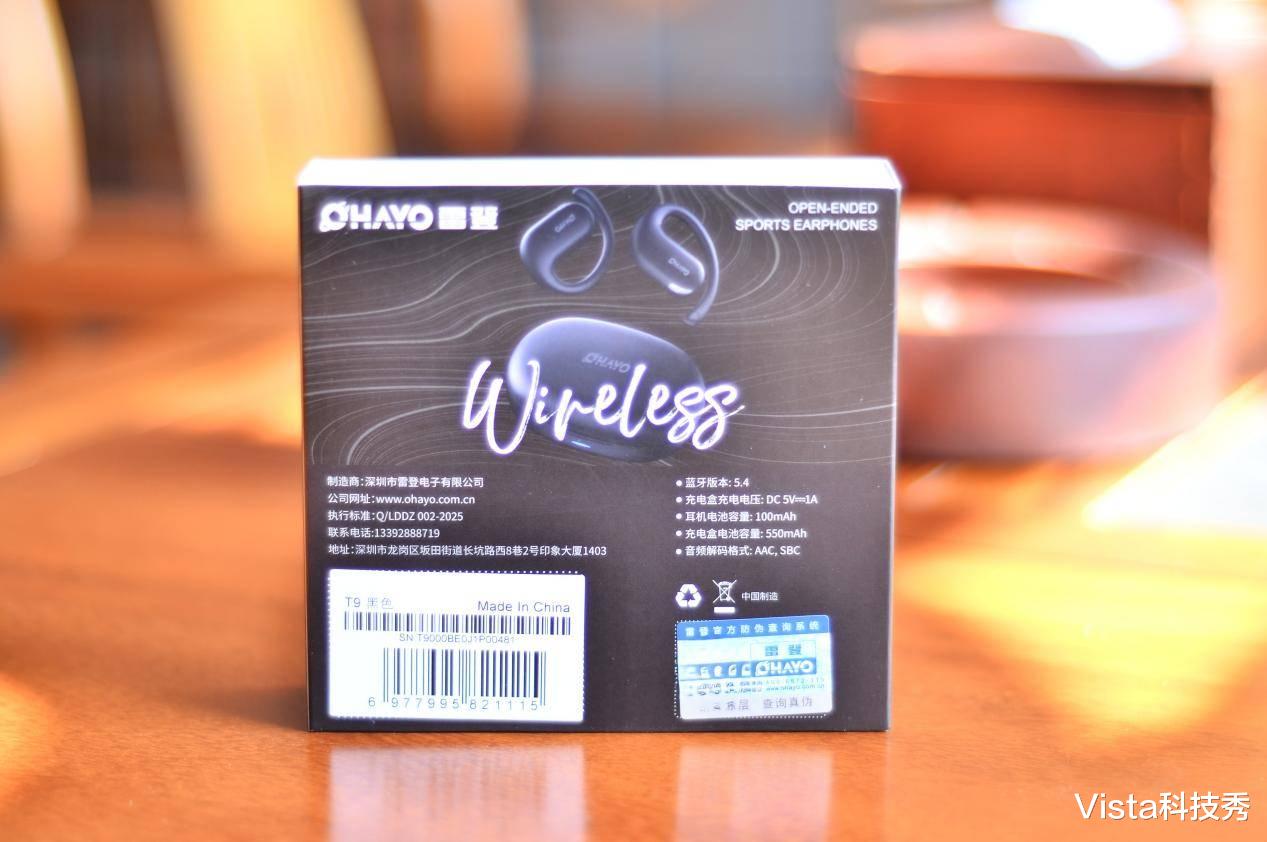 OHAYO 雷登
OPEN-ENDED
SPORTS EARPHONES
OHAYO
Wireless
制造商:深圳市雷登电子有限公司
公司网址:www.ohayo.com.cn
执行标准:Q/LDDZ 002-2025
联系电话:13392888719
地址:深圳市龙岗区坂田街道长坑路西8巷2号印象大厦1403
蓝牙版本: 5.4
充电盒充电电压: DC 5V⎓1A
耳机电池容量: 100mAh
充电盒电池容量: 550mAh
音频解码格式: AAC, SBC
中国制造
T9 黑色
Made In China
SN:T9000BE0J1P00481
6 977995 821115
雷登官方防伪查询系统
雷登
OHAYO
www.ohayo.com.cn
涂层 查询真伪
Vista科技秀